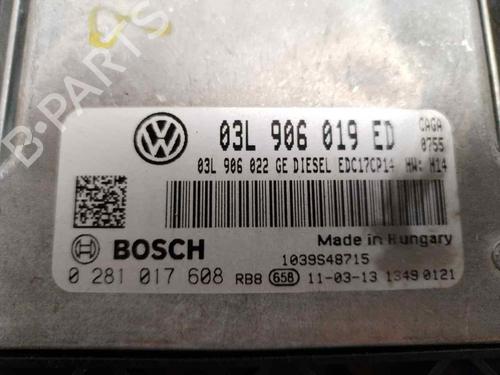 03L 906 019 ED CAGA
0755
03L 906 022 GE DIESEL EDC17CP14 HW: H14
BOSCH
Made in Hungary
1039S48715
0 281 017 608 RB8 G5B 11-03-13 1349 0121
B-PARTS